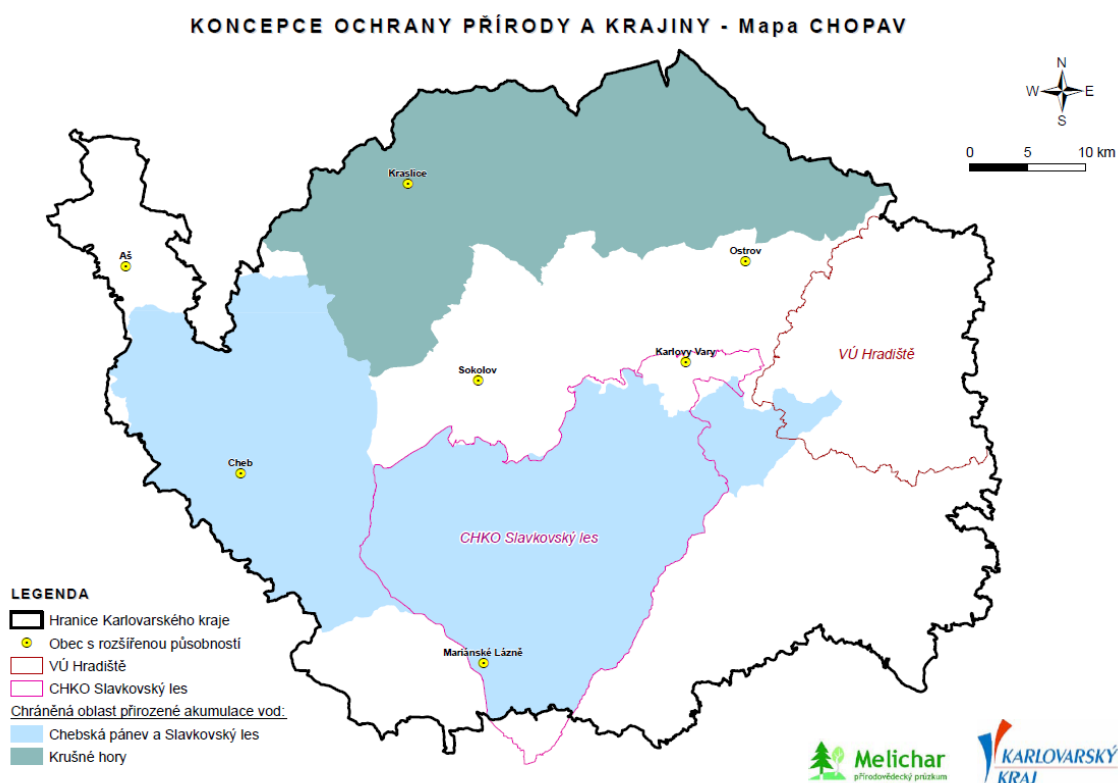 KONCEPCE OCHRANY PŘÍRODY A KRAJINY - Mapa CHOPAV
N
W E
S
0 5 10 km
Kraslice
Aš
Ostrov
Karlovy Vary
VÚ Hradiště
Sokolov
Cheb
CHKO Slavkovský les
Mariánské Lázně
LEGENDA
Hranice Karlovarského kraje
Obec s rozšířenou působností
VÚ Hradiště
CHKO Slavkovský les
Chráněná oblast přirozené akumulace vod:
Chebská pánev a Slavkovský les
Krušné hory
Melichar
přírodovědecký průzkum
KARLOVARSKÝ
KRAJ